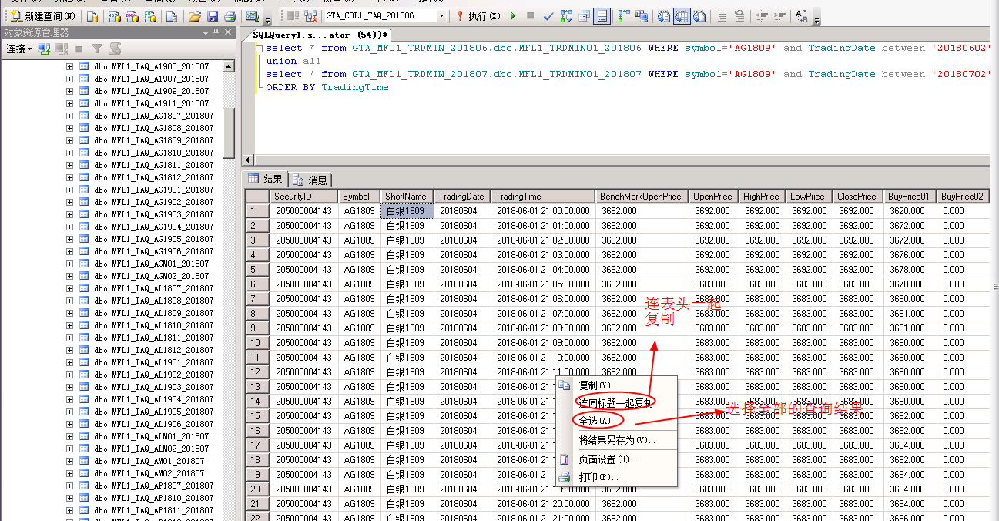 新建查询(N)
GTA_COL1_TAQ_201806
执行(X)
对象资源管理器
连接
dbo.MFL1_TAQ_A1905_201807
dbo.MFL1_TAQ_A1907_201807
dbo.MFL1_TAQ_A1909_201807
dbo.MFL1_TAQ_A1911_201807
dbo.MFL1_TAQ_AG1807_201807
dbo.MFL1_TAQ_AG1808_201807
dbo.MFL1_TAQ_AG1809_201807
dbo.MFL1_TAQ_AG1810_201807
dbo.MFL1_TAQ_AG1811_201807
dbo.MFL1_TAQ_AG1812_201807
dbo.MFL1_TAQ_AG1901_201807
dbo.MFL1_TAQ_AG1902_201807
dbo.MFL1_TAQ_AG1903_201807
dbo.MFL1_TAQ_AG1904_201807
dbo.MFL1_TAQ_AG1905_201807
dbo.MFL1_TAQ_AG1906_201807
dbo.MFL1_TAQ_AGM01_201807
dbo.MFL1_TAQ_AGM02_201807
dbo.MFL1_TAQ_AL1807_201807
dbo.MFL1_TAQ_AL1808_201807
dbo.MFL1_TAQ_AL1809_201807
dbo.MFL1_TAQ_AL1810_201807
dbo.MFL1_TAQ_AL1811_201807
dbo.MFL1_TAQ_AL1812_201807
dbo.MFL1_TAQ_AL1901_201807
dbo.MFL1_TAQ_AL1902_201807
dbo.MFL1_TAQ_AL1903_201807
dbo.MFL1_TAQ_AL1904_201807
dbo.MFL1_TAQ_AL1905_201807
dbo.MFL1_TAQ_AL1906_201807
dbo.MFL1_TAQ_ALM01_201807
dbo.MFL1_TAQ_ALM02_201807
dbo.MFL1_TAQ_AM01_201807
dbo.MFL1_TAQ_AM02_201807
dbo.MFL1_TAQ_AP1807_201807
dbo.MFL1_TAQ_AP1810_201807
dbo.MFL1_TAQ_AP1811_201807
SQLQuery1.s...ator (54))*
select * from GTA_MFL1_TRDMIN_201806.dbo.MFL1_TRDMIN01_201806 WHERE symbol='AG1809' and TradingDate between '20180602'
union all
select * from GTA_MFL1_TRDMIN_201807.dbo.MFL1_TRDMIN01_201807 WHERE symbol='AG1809' and TradingDate between '20180702'
ORDER BY TradingTime
结果 消息
SecurityID Symbol ShortName TradingDate TradingTime BenchMarkOpenPrice OpenPrice HighPrice LowPrice ClosePrice BuyPrice01 BuyPrice02
1 205000004143 AG1809 白银1809 20180604 2018-06-01 21:00:00.000 3692.000 3692.000 3692.000 3692.000 3692.000 3620.000 0.000
2 205000004143 AG1809 白银1809 20180604 2018-06-01 21:01:00.000 3692.000 3692.000 3692.000 3692.000 3692.000 3672.000 0.000
3 205000004143 AG1809 白银1809 20180604 2018-06-01 21:02:00.000 3692.000 3692.000 3692.000 3692.000 3692.000 3672.000 0.000
4 205000004143 AG1809 白银1809 20180604 2018-06-01 21:03:00.000 3692.000 3692.000 3692.000 3692.000 3692.000 3676.000 0.000
5 205000004143 AG1809 白银1809 20180604 2018-06-01 21:04:00.000 3692.000 3692.000 3692.000 3692.000 3692.000 3678.000 0.000
6 205000004143 AG1809 白银1809 20180604 2018-06-01 21:05:00.000 3692.000 3683.000 3683.000 3683.000 3683.000 3678.000 0.000
7 205000004143 AG1809 白银1809 20180604 2018-06-01 21:06:00.000 3692.000 3683.000 3683.000 3683.000 3683.000 3680.000 0.000
8 205000004143 AG1809 白银1809 20180604 2018-06-01 21:07:00.000 3692.000 3683.000 3683.000 3683.000 3683.000 3681.000 0.000
9 205000004143 AG1809 白银1809 20180604 2018-06-01 21:08:00.000 3692.000 3683.000 3683.000 3683.000 3683.000 3681.000 0.000
10 205000004143 AG1809 白银1809 20180604 2018-06-01 21:09:00.000 3692.000 3683.000 3683.000 3683.000 3683.000 3680.000 0.000
11 205000004143 AG1809 白银1809 20180604 2018-06-01 21:10:00.000 3692.000 3683.000 3683.000 3683.000 3683.000 3680.000 0.000
12 205000004143 AG1809 白银1809 20180604 2018-06-01 21:11:00.000 3692.000 3683.000 3683.000 3683.000 3683.000 3680.000 0.000
13 205000004143 AG1809 白银1809 20180604 2018-06-01 21:1 3683.000 3683.000 3683.000 3683.000 3680.000 0.000
14 205000004143 AG1809 白银1809 20180604 2018-06-01 21:1 3683.000 3683.000 3683.000 3683.000 3680.000 0.000
15 205000004143 AG1809 白银1809 20180604 2018-06-01 21:1 3683.000 3683.000 3683.000 3683.000 3682.000 0.000
16 205000004143 AG1809 白银1809 20180604 2018-06-01 21:1 3683.000 3683.000 3683.000 3683.000 3682.000 0.000
17 205000004143 AG1809 白银1809 20180604 2018-06-01 21:1 3683.000 3683.000 3683.000 3683.000 3684.000 0.000
18 205000004143 AG1809 白银1809 20180604 2018-06-01 21:1 3683.000 3683.000 3683.000 3683.000 3682.000 0.000
19 205000004143 AG1809 白银1809 20180604 2018-06-01 21:1 3683.000 3683.000 3683.000 3683.000 3684.000 0.000
20 205000004143 AG1809 白银1809 20180604 2018-06-01 21:19:00.000 3692.000 3683.000 3683.000 3683.000 3683.000 3684.000 0.000
21 205000004143 AG1809 白银1809 20180604 2018-06-01 21:20:00.000 3692.000 3683.000 3683.000 3683.000 3683.000 3684.000 0.000
22 205000004143 AG1809 白银1809 20180604 2018-06-01 21:21:00.000 3692.000 3683.000 3683.000 3683.000 3683.000 3686.000 0.000
连表头一起
复制
复制(Y)
连同标题一起复制
全选(A)
将结果另存为(V)...
页面设置(U)...
打印(P)...
选择全部的查询结果